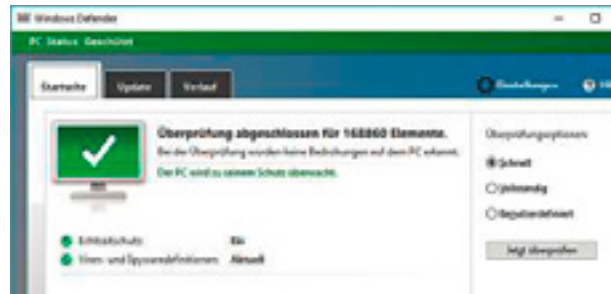 Windows Defender
PC Status: Geschützt
Startseite Update Verlauf Einstellungen
Überprüfung abgeschlossen für 168860 Elemente.
Bei der Überprüfung wurden keine Bedrohungen auf dem PC erkannt.
Der PC wird zu seinem Schutz überwacht.
Überprüfungsoptionen:
Schnell
Vollständig
Benutzerdefiniert
Jetzt überprüfen
Echtzeitschutz: Ein
Viren- und Spywaredefinitionen: Aktuell